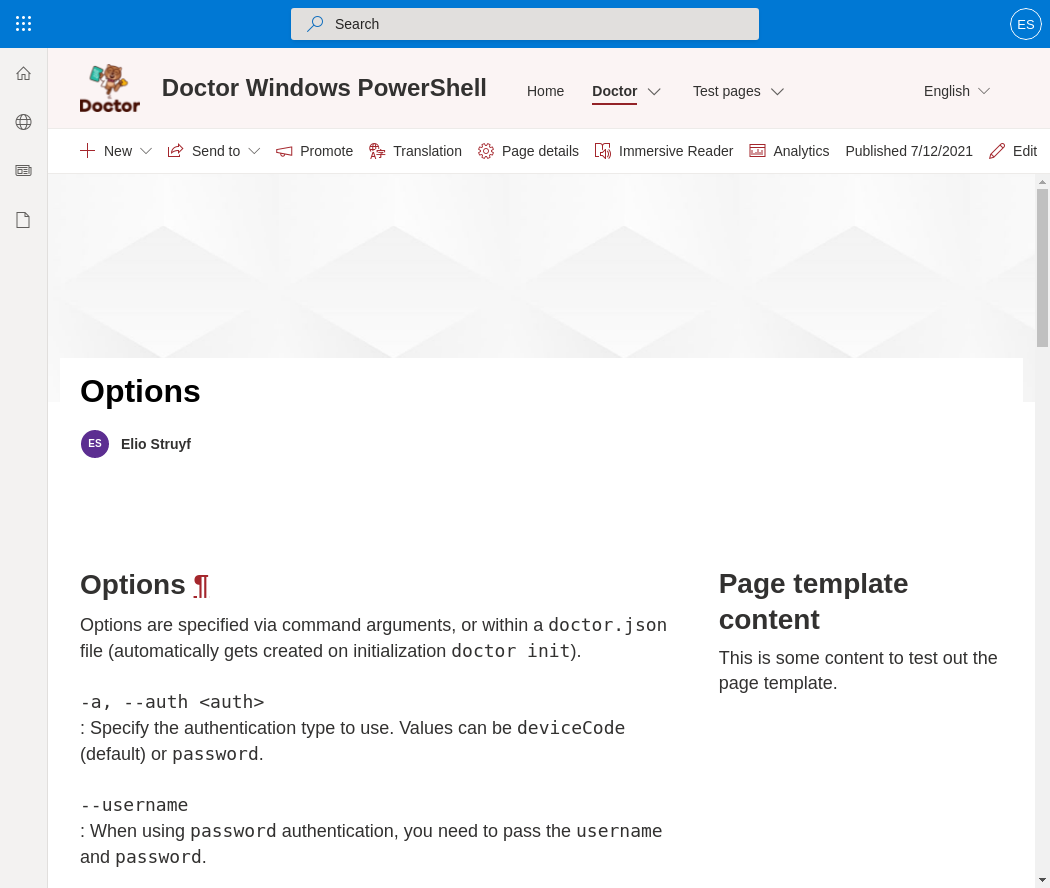 Search
ES
Doctor
Doctor Windows PowerShell
Home
Doctor
Test pages
English
New
Send to
Promote
Translation
Page details
Immersive Reader
Analytics
Published 7/12/2021
Edit
Options
ES
Elio Struyf
Options ¶
Options are specified via command arguments, or within a doctor.json
file (automatically gets created on initialization doctor init).
-a, --auth <auth>
: Specify the authentication type to use. Values can be deviceCode
(default) or password.
--username
: When using password authentication, you need to pass the username
and password.
Page template
content
This is some content to test out the
page template.